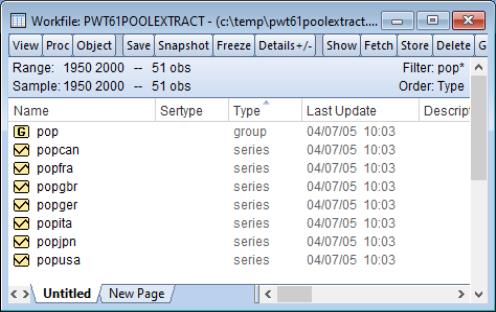 Workfile: PWT61POOLEXTRACT - (c:\temp\pwt61poolextract....
View Proc Object Save Snapshot Freeze Details+/- Show Fetch Store Delete G
Range: 1950 2000 -- 51 obs Filter: pop*
Sample: 1950 2000 -- 51 obs Order: Type
Name Sertype Type Last Update Descript
G pop group 04/07/05 10:03
popcan series 04/07/05 10:03
popfra series 04/07/05 10:03
popgbr series 04/07/05 10:03
popger series 04/07/05 10:03
popita series 04/07/05 10:03
popjpn series 04/07/05 10:03
popusa series 04/07/05 10:03
Untitled New Page